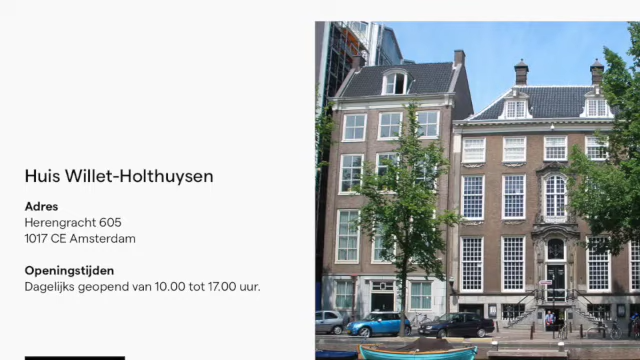 Huis Willet-Holthuysen
Adres
Herengracht 605
1017 CE Amsterdam
Openingstijden
Dagelijks geopend van 10.00 tot 17.00 uur.